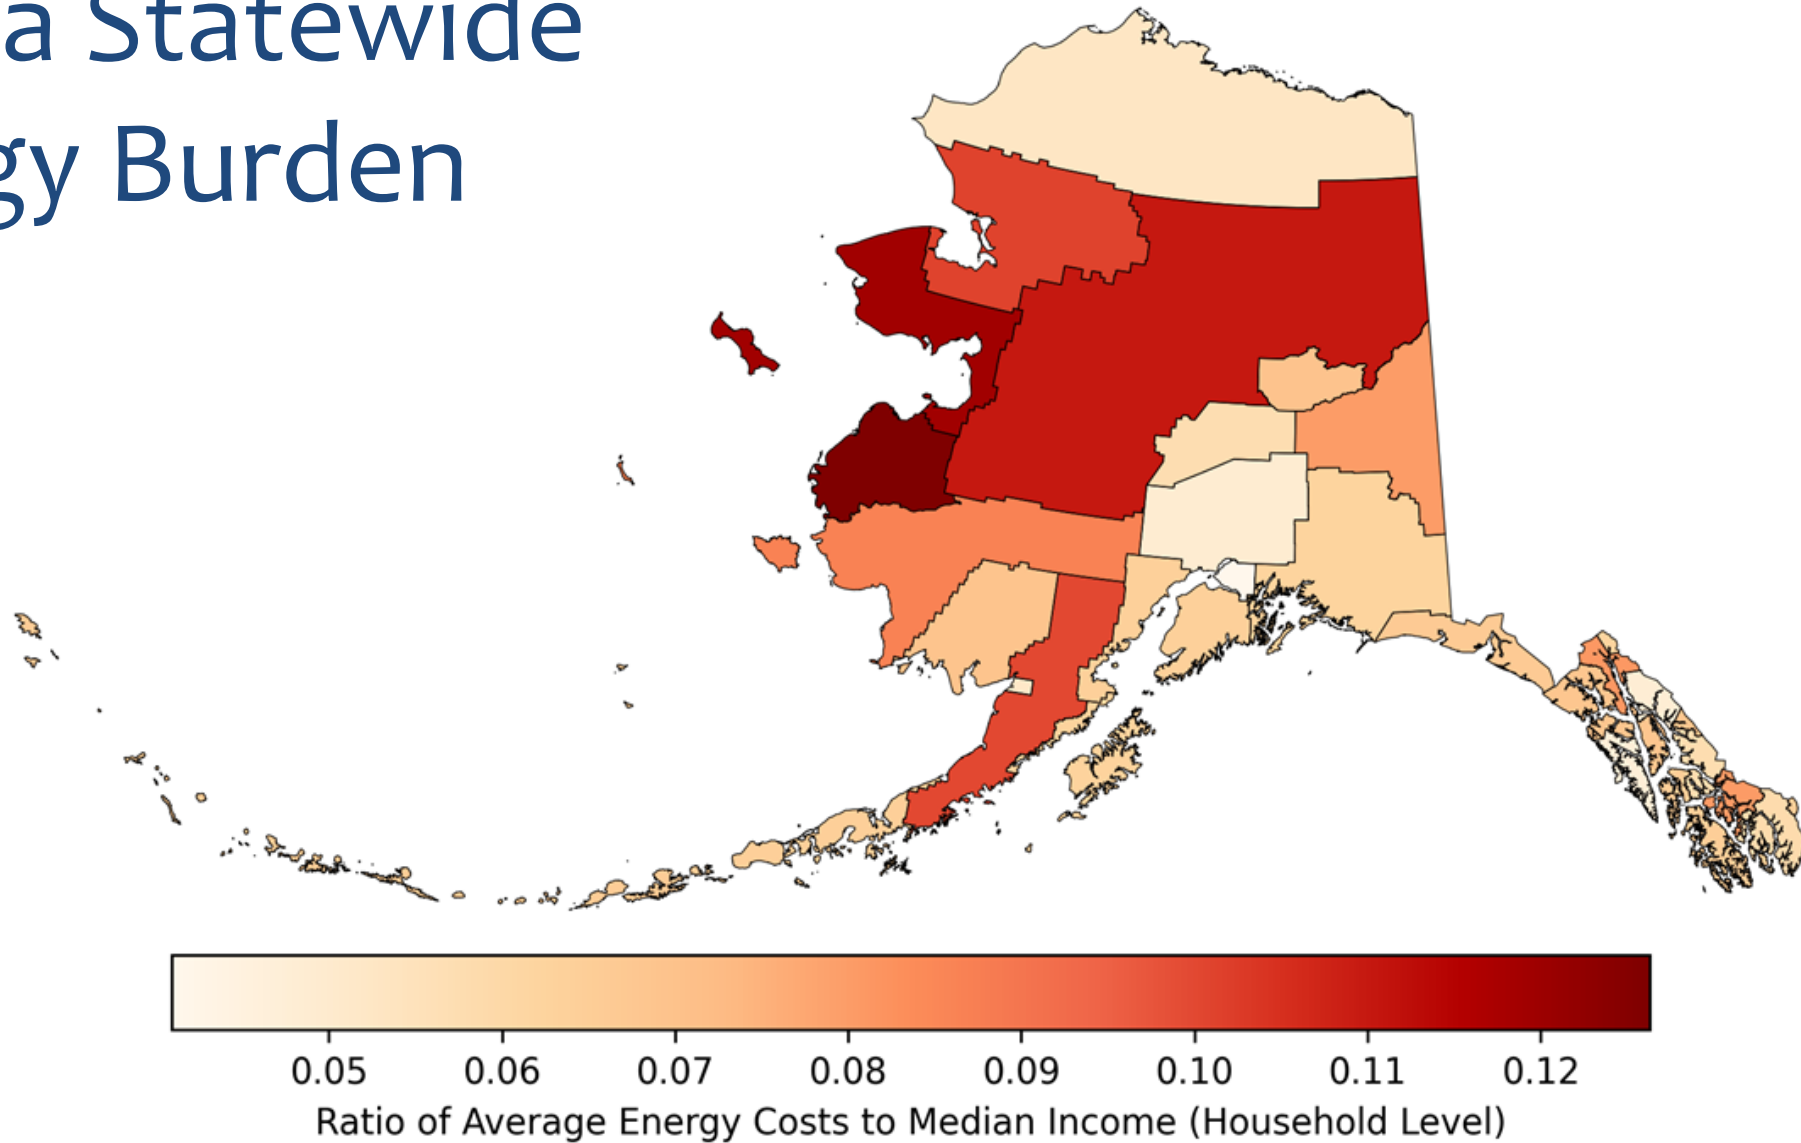 a Statewide
gy Burden
0.05 0.06 0.07 0.08 0.09 0.10 0.11 0.12
Ratio of Average Energy Costs to Median Income (Household Level)